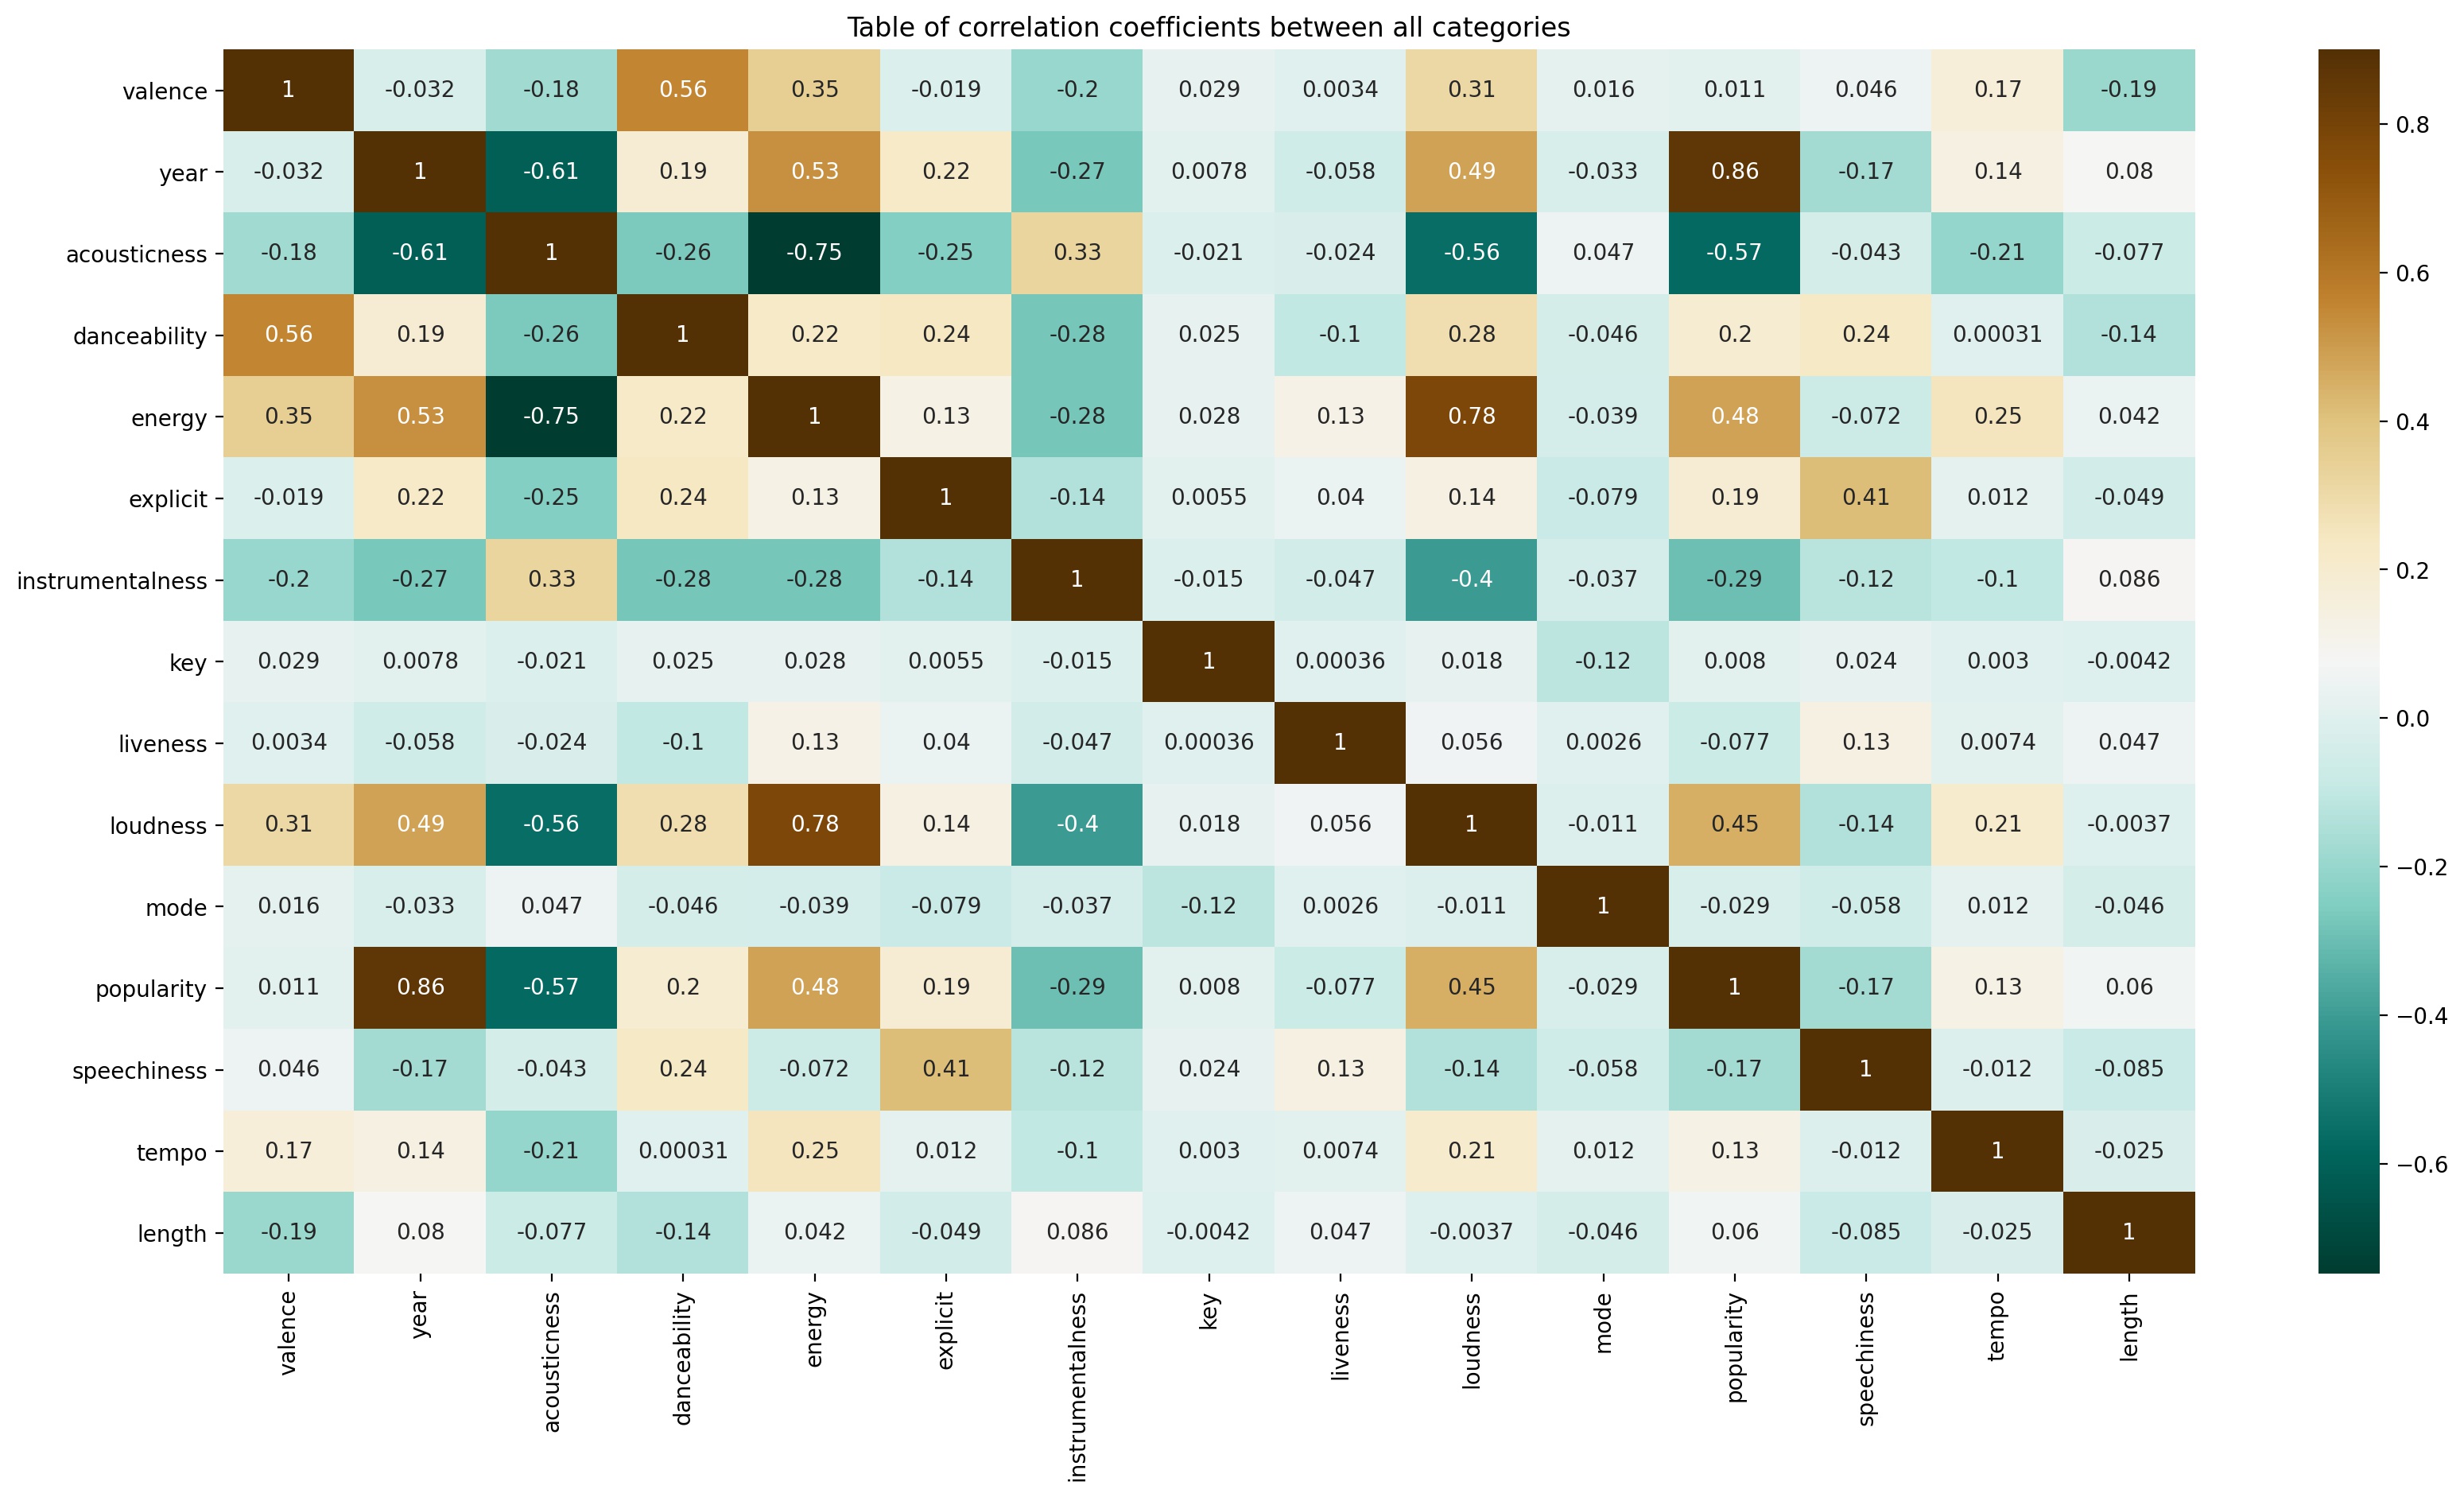 Table of correlation coefficients between all categories
valence 1 -0.032 -0.18 0.56 0.35 -0.019 -0.2 0.029 0.0034 0.31 0.016 0.011 0.046 0.17 -0.19
year -0.032 1 -0.61 0.19 0.53 0.22 -0.27 0.0078 -0.058 0.49 -0.033 0.86 -0.17 0.14 0.08
acousticness -0.18 -0.61 1 -0.26 -0.75 -0.25 0.33 -0.021 -0.024 -0.56 0.047 -0.57 -0.043 -0.21 -0.077
danceability 0.56 0.19 -0.26 1 0.22 0.24 -0.28 0.025 -0.1 0.28 -0.046 0.2 0.24 0.00031 -0.14
energy 0.35 0.53 -0.75 0.22 1 0.13 -0.28 0.028 0.13 0.78 -0.039 0.48 -0.072 0.25 0.042
explicit -0.019 0.22 -0.25 0.24 0.13 1 -0.14 0.0055 0.04 0.14 -0.079 0.19 0.41 0.012 -0.049
instrumentalness -0.2 -0.27 0.33 -0.28 -0.28 -0.14 1 -0.015 -0.047 -0.4 -0.037 -0.29 -0.12 -0.1 0.086
key 0.029 0.0078 -0.021 0.025 0.028 0.0055 -0.015 1 0.00036 0.018 -0.12 0.008 0.024 0.003 -0.0042
liveness 0.0034 -0.058 -0.024 -0.1 0.13 0.04 -0.047 0.00036 1 0.056 0.0026 -0.077 0.13 0.0074 0.047
loudness 0.31 0.49 -0.56 0.28 0.78 0.14 -0.4 0.018 0.056 1 -0.011 0.45 -0.14 0.21 -0.0037
mode 0.016 -0.033 0.047 -0.046 -0.039 -0.079 -0.037 -0.12 0.0026 -0.011 1 -0.029 -0.058 0.012 -0.046
popularity 0.011 0.86 -0.57 0.2 0.48 0.19 -0.29 0.008 -0.077 0.45 -0.029 1 -0.17 0.13 0.06
speechiness 0.046 -0.17 -0.043 0.24 -0.072 0.41 -0.12 0.024 0.13 -0.14 -0.058 -0.17 1 -0.012 -0.085
tempo 0.17 0.14 -0.21 0.00031 0.25 0.012 -0.1 0.003 0.0074 0.21 0.012 0.13 -0.012 1 -0.025
length -0.19 0.08 -0.077 -0.14 0.042 -0.049 0.086 -0.0042 0.047 -0.0037 -0.046 0.06 -0.085 -0.025 1
valence year acousticness danceability energy explicit instrumentalness key liveness loudness mode popularity speechiness tempo length
0.8
0.6
0.4
0.2
0.0
−0.2
−0.4
−0.6